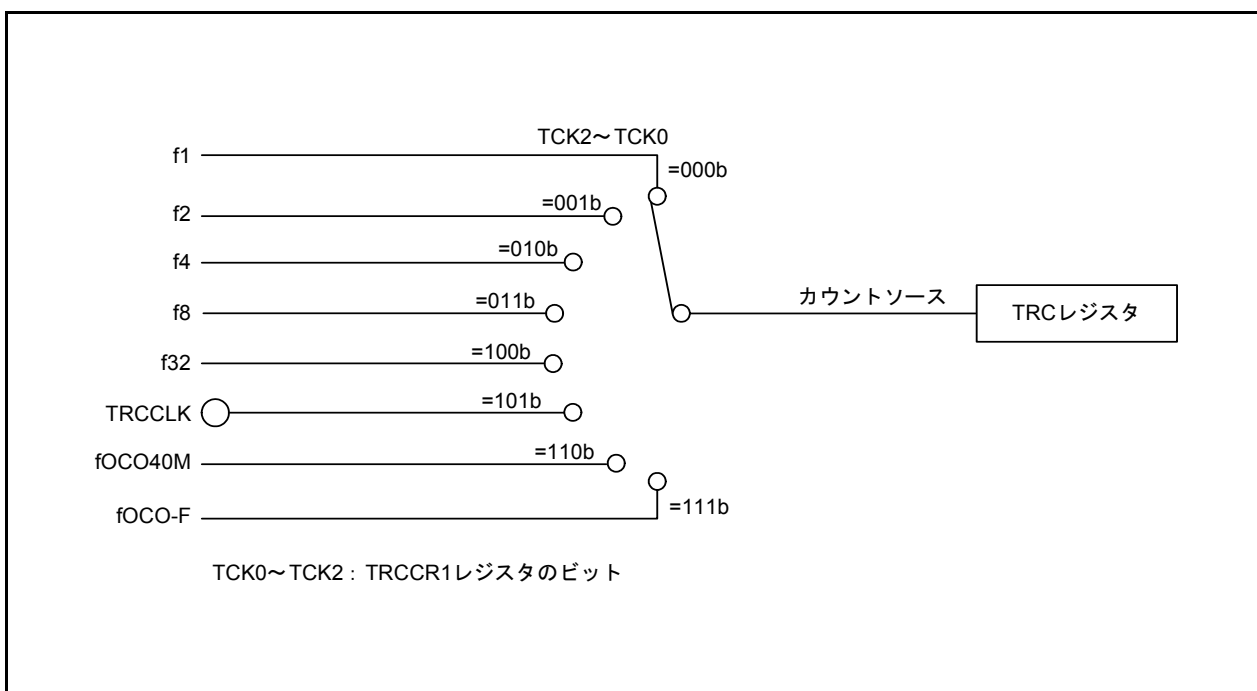 TCK2～TCK0
f1
=000b
f2
=001b
f4
=010b
f8
=011b
カウントソース
TRCレジスタ
f32
=100b
TRCCLK
=101b
fOCO40M
=110b
fOCO-F
=111b
TCK0～TCK2 : TRCCR1レジスタのビット